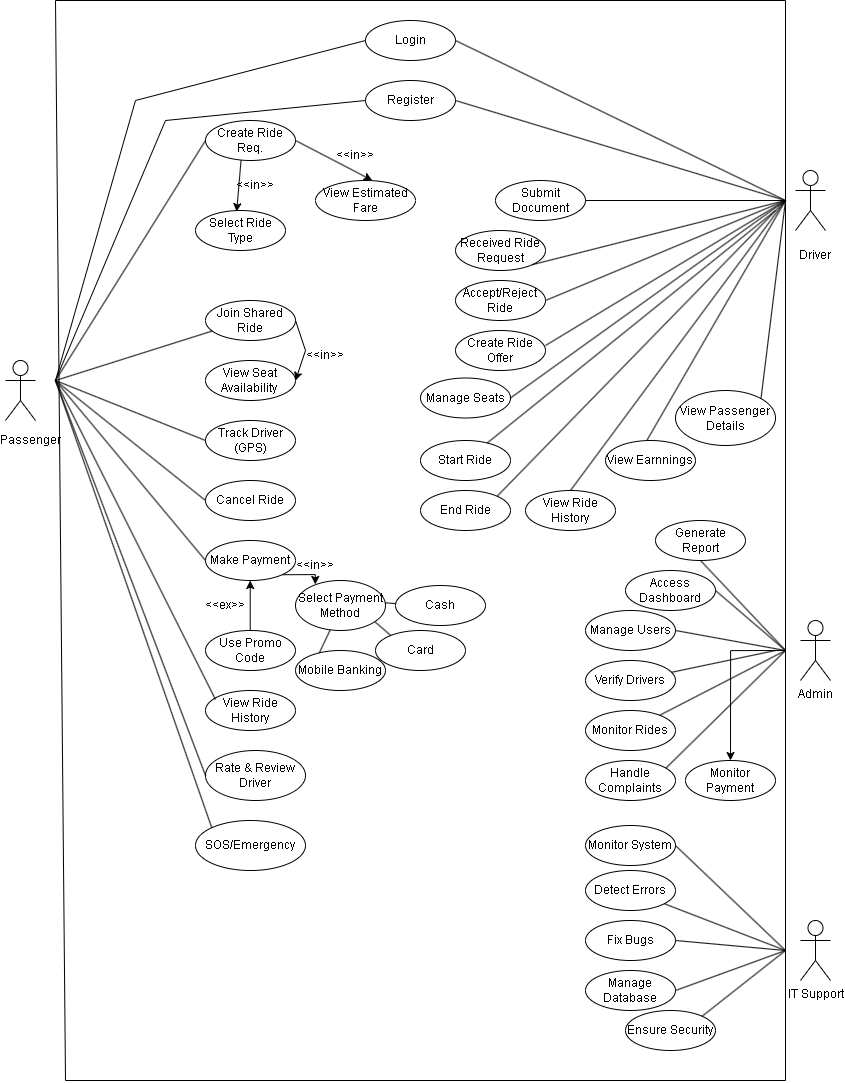 Login
Register
Create Ride
Req.
<<in>>
<<in>>
View Estimated
Fare
Select Ride
Type
Submit
Document
Driver
Received Ride
Request
Accept/Reject
Ride
Create Ride
Offer
Join Shared
Ride
<<in>>
View Seat
Availability
Manage Seats
View Passenger
Details
Passenger
Track Driver
(GPS)
Start Ride
View Earnnings
Cancel Ride
End Ride
View Ride
History
Make Payment
<<in>>
<<ex>>
Select Payment
Method
Cash
Card
Mobile Banking
Use Promo
Code
Generate
Report
Access
Dashboard
Manage Users
Verify Drivers
Admin
Monitor Rides
Handle
Complaints
Monitor
Payment
View Ride
History
Rate & Review
Driver
SOS/Emergency
Monitor System
Detect Errors
Fix Bugs
Manage
Database
IT Support
Ensure Security